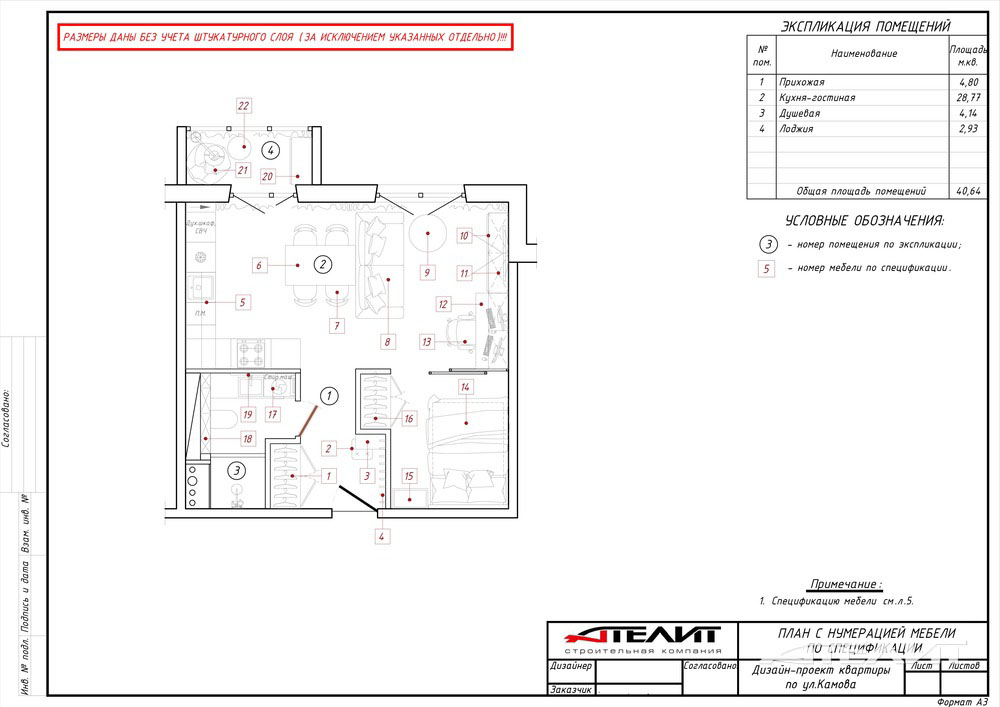 РАЗМЕРЫ ДАНЫ БЕЗ УЧЕТА ШТУКАТУРНОГО СЛОЯ (ЗА ИСКЛЮЧЕНИЕМ УКАЗАННЫХ ОТДЕЛЬНО)!!!
ЭКСПЛИКАЦИЯ ПОМЕЩЕНИЙ
№ пом. Наименование Площадь м.кв.
1 Прихожая 4,80
2 Кухня-гостиная 28,77
3 Душевая 4,14
4 Лоджия 2,93
Общая площадь помещений 40,64
УСЛОВНЫЕ ОБОЗНАЧЕНИЯ:
3 - номер помещения по экспликации;
5 - номер мебели по спецификации.
22
4
21
20
Дух.шкаф,
СВЧ
10
6
2
9
11
5
12
П.М.
7
8
13
Стир.маш.
14
1
19
17
16
18
2
3
3
1
15
4
Согласовано:
Взам. инв. №
Подпись и дата
Инв. № подл.
Примечание:
1. Спецификацию мебели см.л.5.
АТЕЛИТ
строительная компания
ПЛАН С НУМЕРАЦИЕЙ МЕБЕЛИ
ПО СПЕЦИФИКАЦИИ
Дизайнер
Согласовано
Заказчик
Дизайн-проект квартиры
по ул.Камова
Лист
Листов
АТЕЛИТ
Формат А3